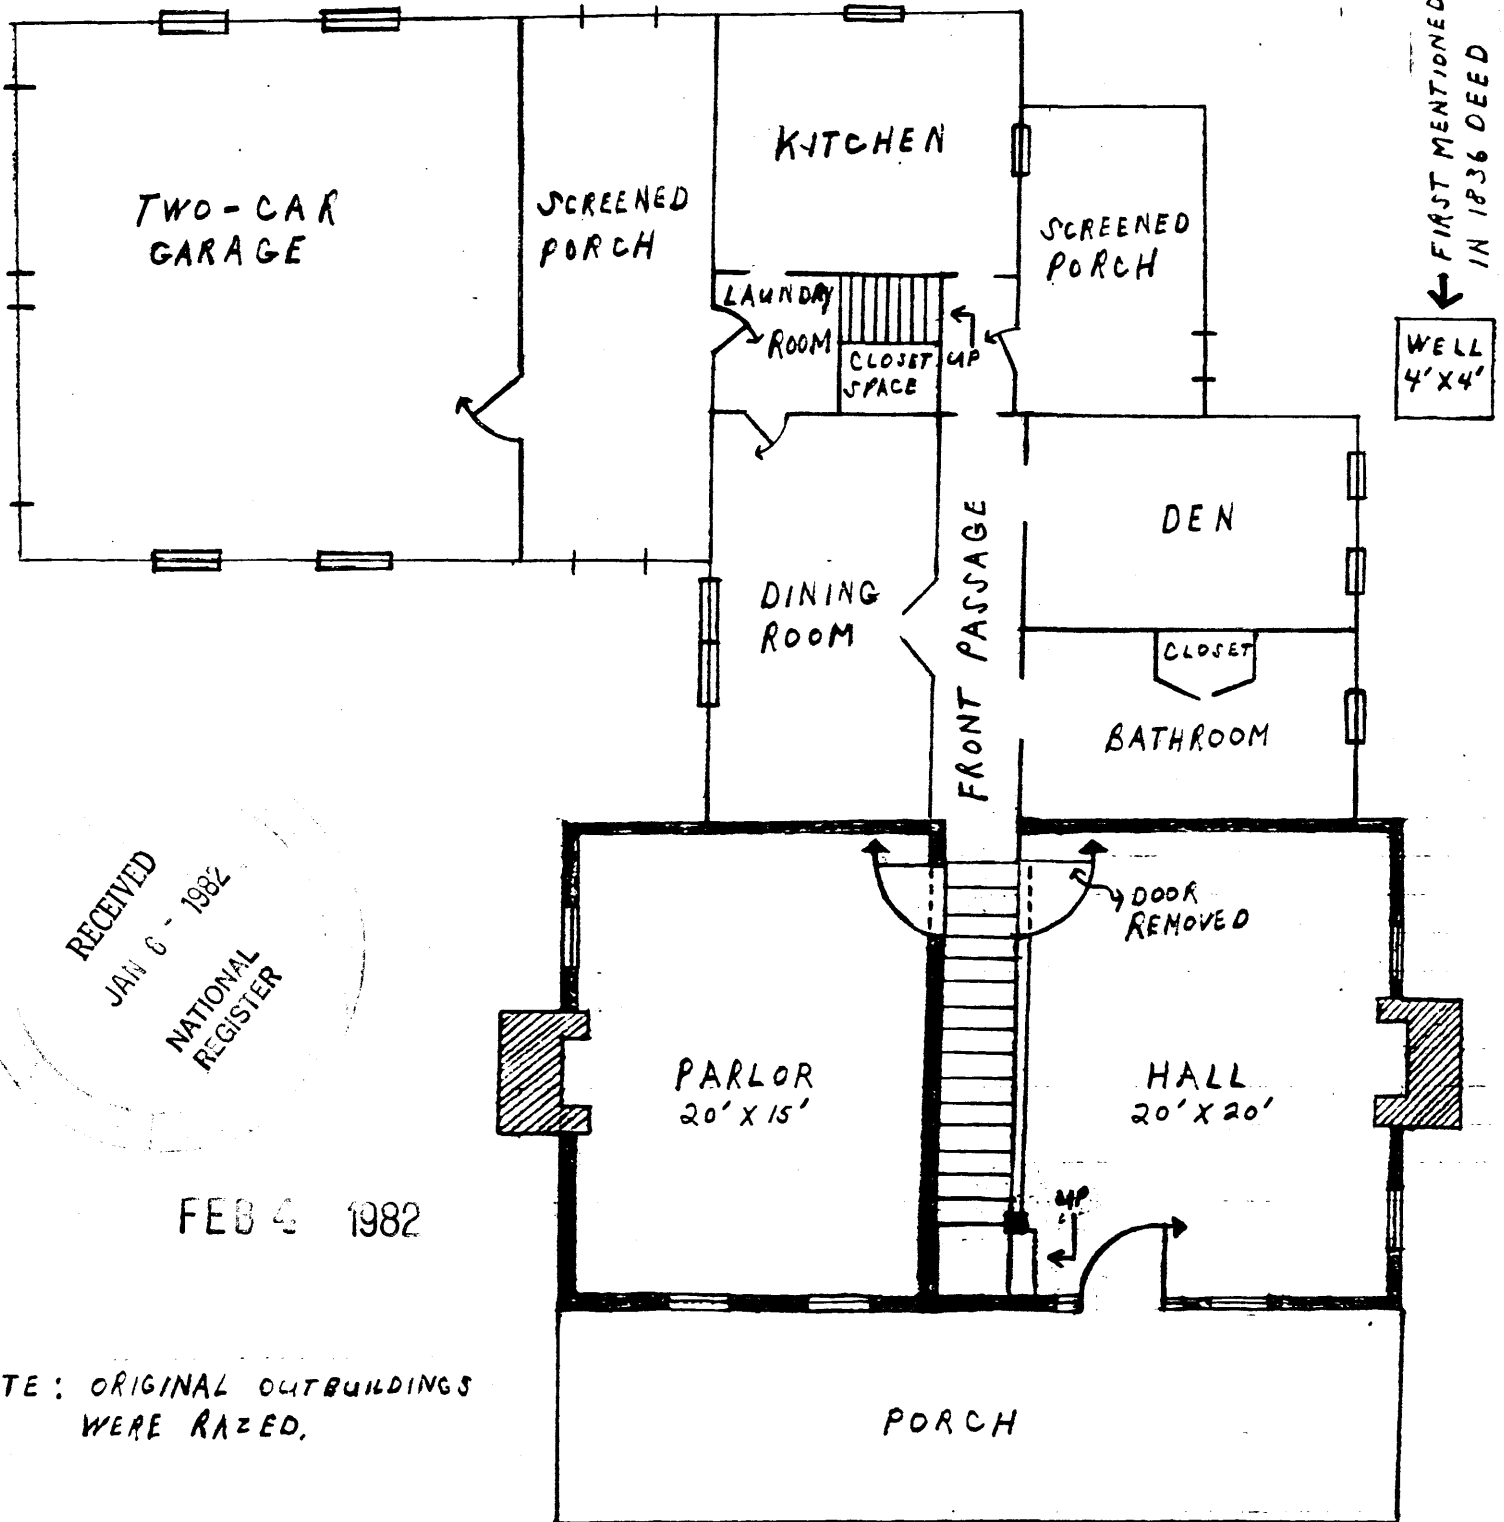 FIRST MENTIONED
IN 1836 DEED
WELL
4' X 4'
KITCHEN
TWO-CAR
GARAGE
SCREENED
PORCH
SCREENED
PORCH
LAUNDRY
ROOM
CLOSET
SPACE
UP
DEN
DINING
ROOM
FRONT PASSAGE
CLOSET
BATHROOM
RECEIVED
JAN 6 - 1982
NATIONAL
REGISTER
DOOR
REMOVED
PARLOR
20' X 15'
HALL
20' X 20'
UP
FEB 4 1982
TE: ORIGINAL OUTBUILDINGS
WERE RAZED.
PORCH